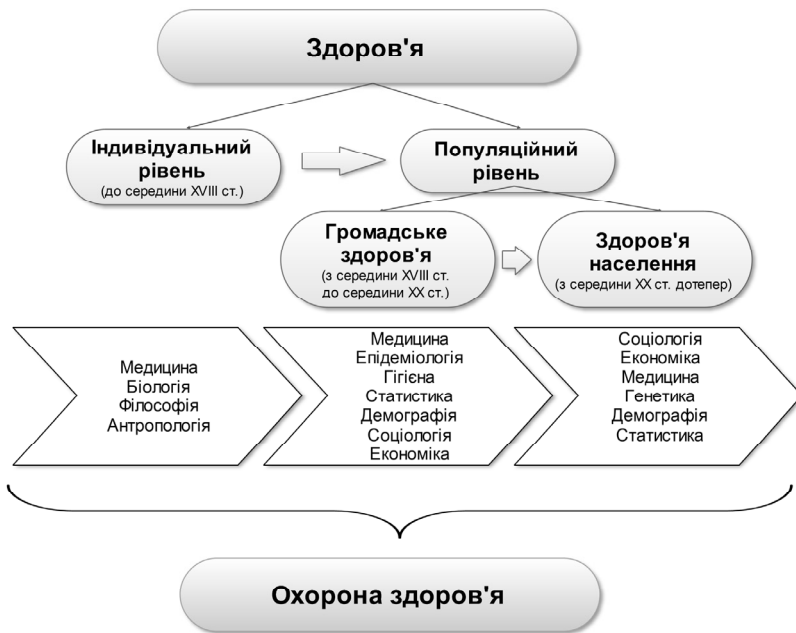 Здоров'я
Індивідуальний
рівень
(до середини XVIII ст.)
Популяційний
рівень
Громадське
здоров'я
(з середини XVIII ст.
до середини XX ст.)
Здоров'я
населення
(з середини XX ст. дотепер)
Медицина
Біологія
Філософія
Антропологія
Медицина
Епідеміологія
Гігієна
Статистика
Демографія
Соціологія
Економіка
Соціологія
Економіка
Медицина
Генетика
Демографія
Статистика
Охорона здоров'я